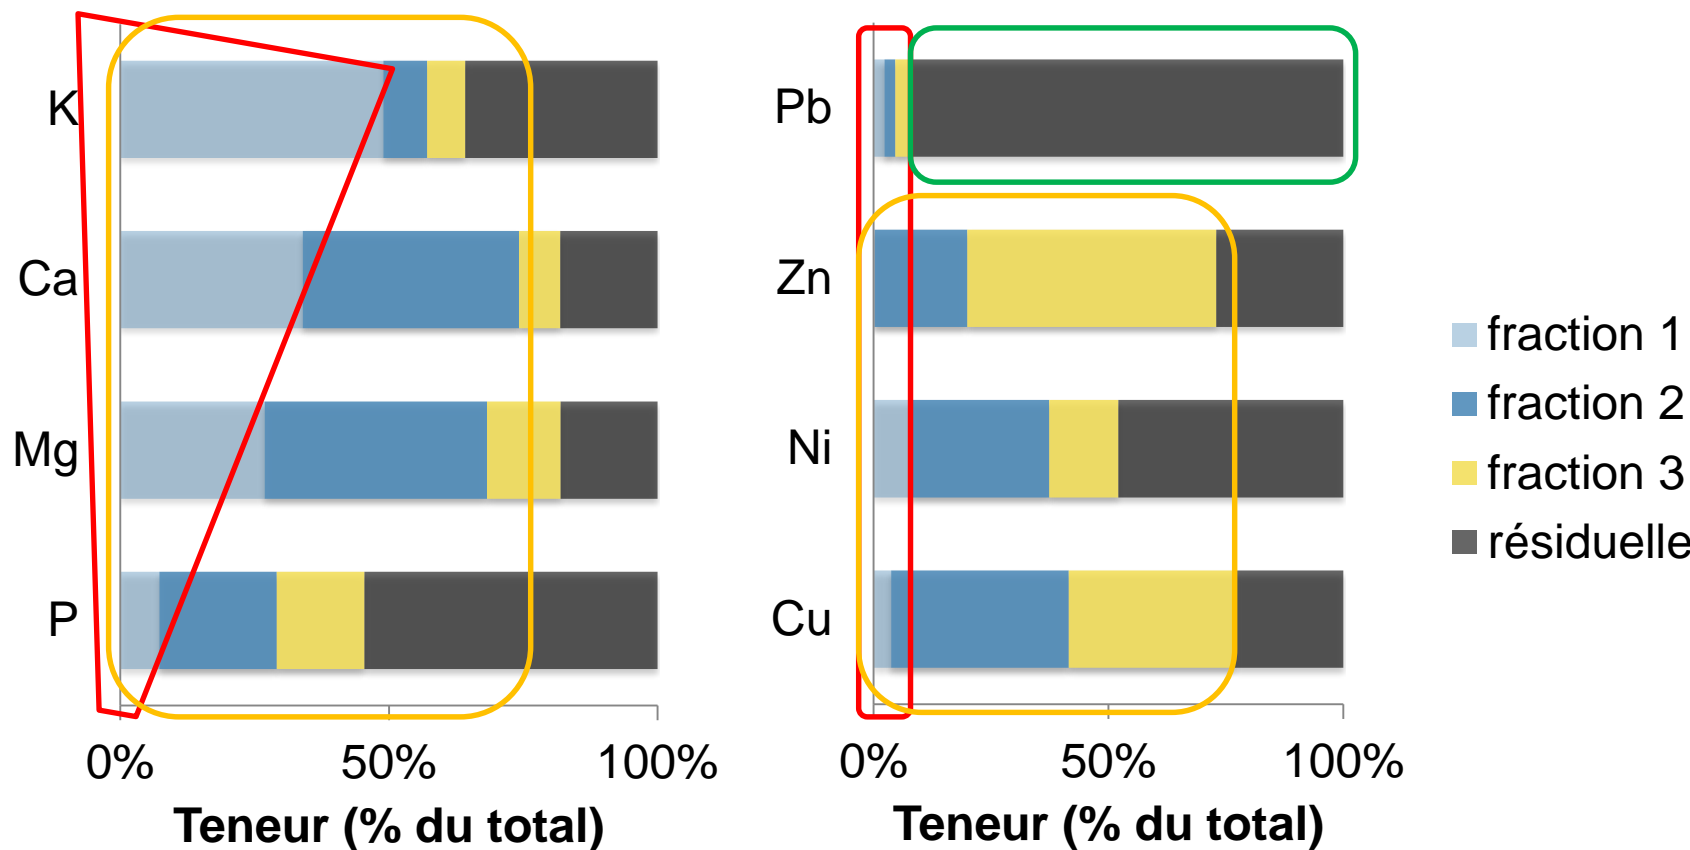 K
Ca
Mg
P
0% 50% 100%
Teneur (% du total)
Pb
Zn
Ni
Cu
0% 50% 100%
Teneur (% du total)
fraction 1
fraction 2
fraction 3
résiduelle